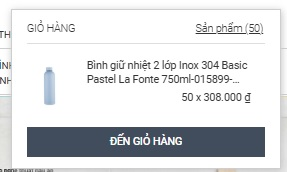 GIỎ HÀNG
Sản phẩm (50)
Bình giữ nhiệt 2 lớp Inox 304 Basic
Pastel La Fonte 750ml-015899-...
50 x 308.000 ₫
ĐẾN GIỎ HÀNG